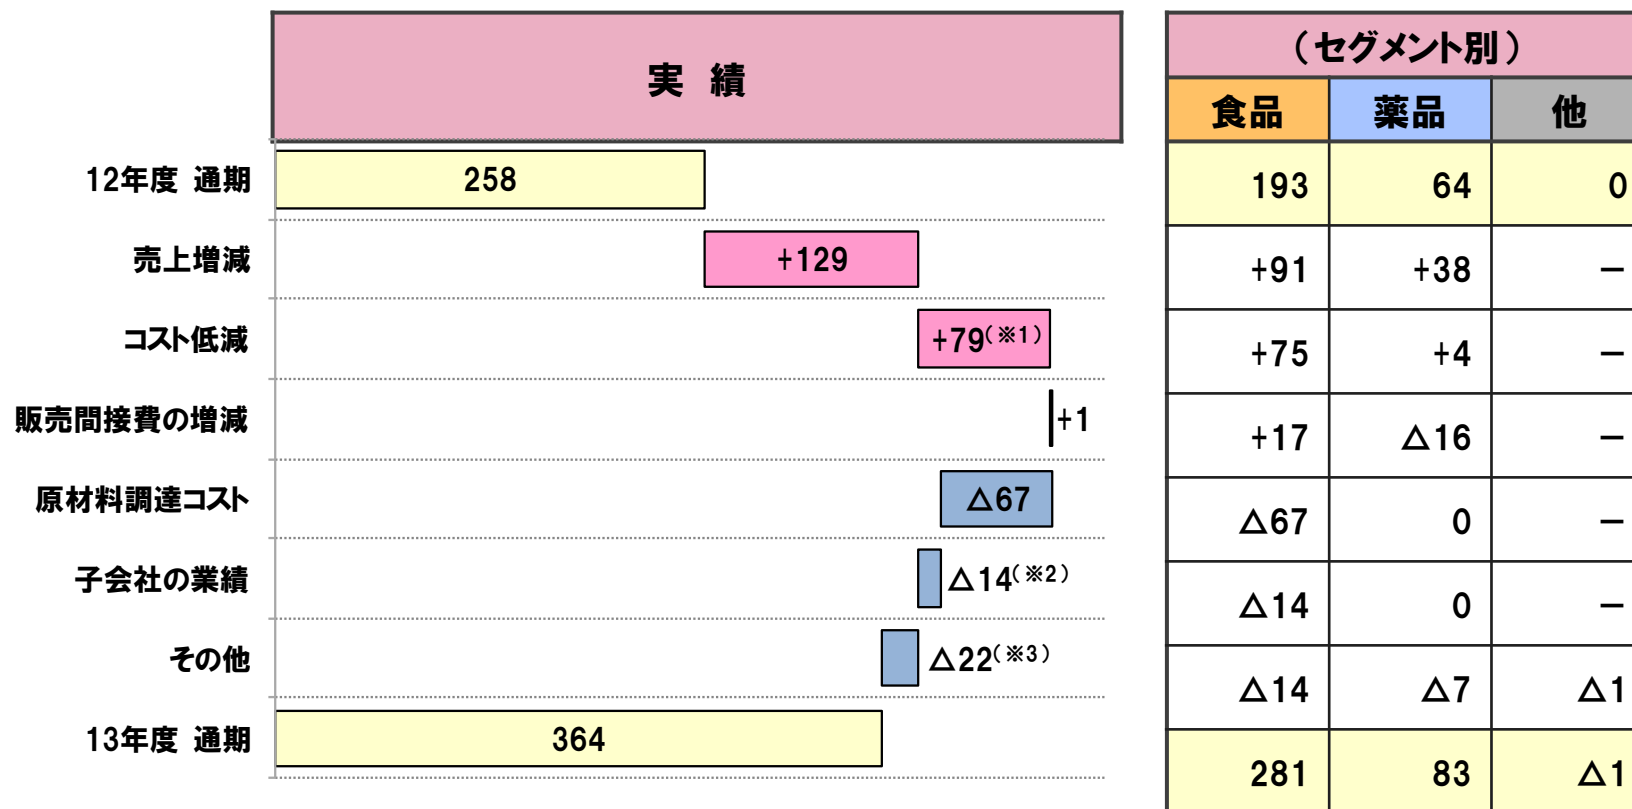 実 績
(セグメント別)
食品 薬品 他
12年度 通期 258 193 64 0
売上増減 +129 +91 +38 −
コスト低減 +79(※1) +75 +4 −
販売間接費の増減 +1 +17 △16 −
原材料調達コスト △67 △67 0 −
子会社の業績 △14(※2) △14 0 −
その他 △22(※3) △14 △7 △1
13年度 通期 364 281 83 △1